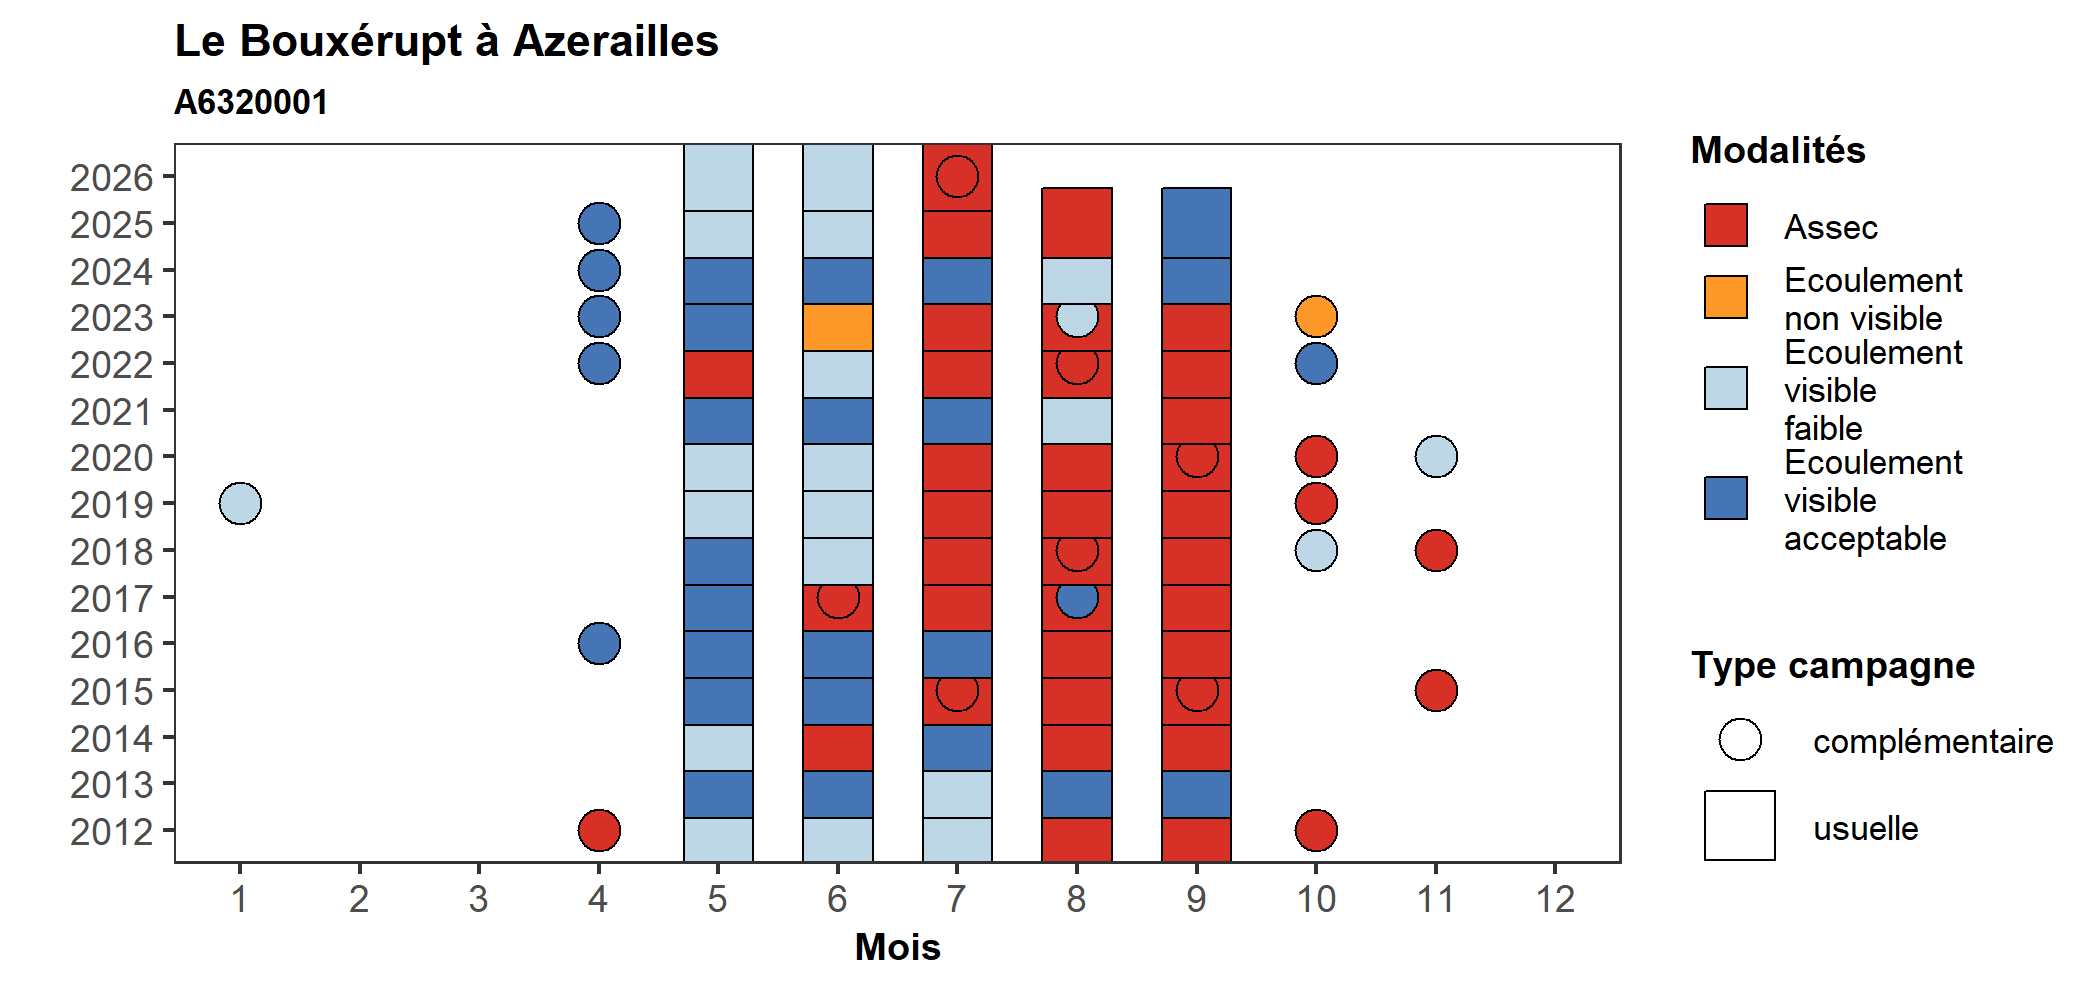 Le Bouxérupt à Azerailles
A6320001
2026
2025
2024
2023
2022
2021
2020
2019
2018
2017
2016
2015
2014
2013
2012
1 2 3 4 5 6 7 8 9 10 11 12
Mois
Modalités
Assec
Ecoulement
non visible
Ecoulement
visible
faible
Ecoulement
visible
acceptable
Type campagne
complémentaire
usuelle